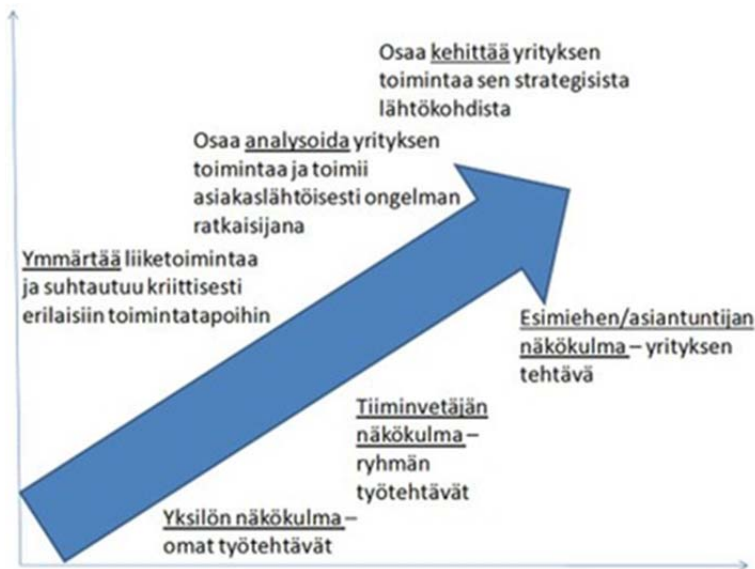 Osaa kehittää yrityksen
toimintaa sen strategisista
lähtökohdista
Osaa analysoida yrityksen
toimintaa ja toimii
asiakaslähtöisesti ongelman
ratkaisijana
Ymmärtää liiketoimintaa
ja suhtautuu kriittisesti
erilaisiin toimintatapoihin
Esimiehen/asiantuntijan
näkökulma – yrityksen
tehtävä
Tiiminvetäjän
näkökulma –
ryhmän
työtehtävät
Yksilön näkökulma –
omat työtehtävät